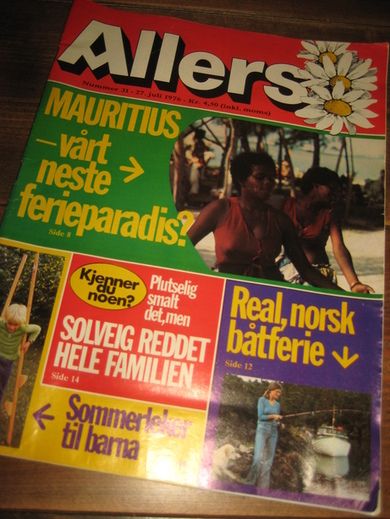 Allers
Nummer 31 - 27. juli 1976 - Kr. 4,50 (inkl. moms)
MAURITIUS
– vårt
neste →
ferieparadis?
Side 8
Kjenner
du
noen?
Plutselig
smalt
det, men
SOLVEIG REDDET
HELE FAMILIEN
Side 14
Real, norsk
båtferie ↓
Side 12
← Sommerleker
til barna